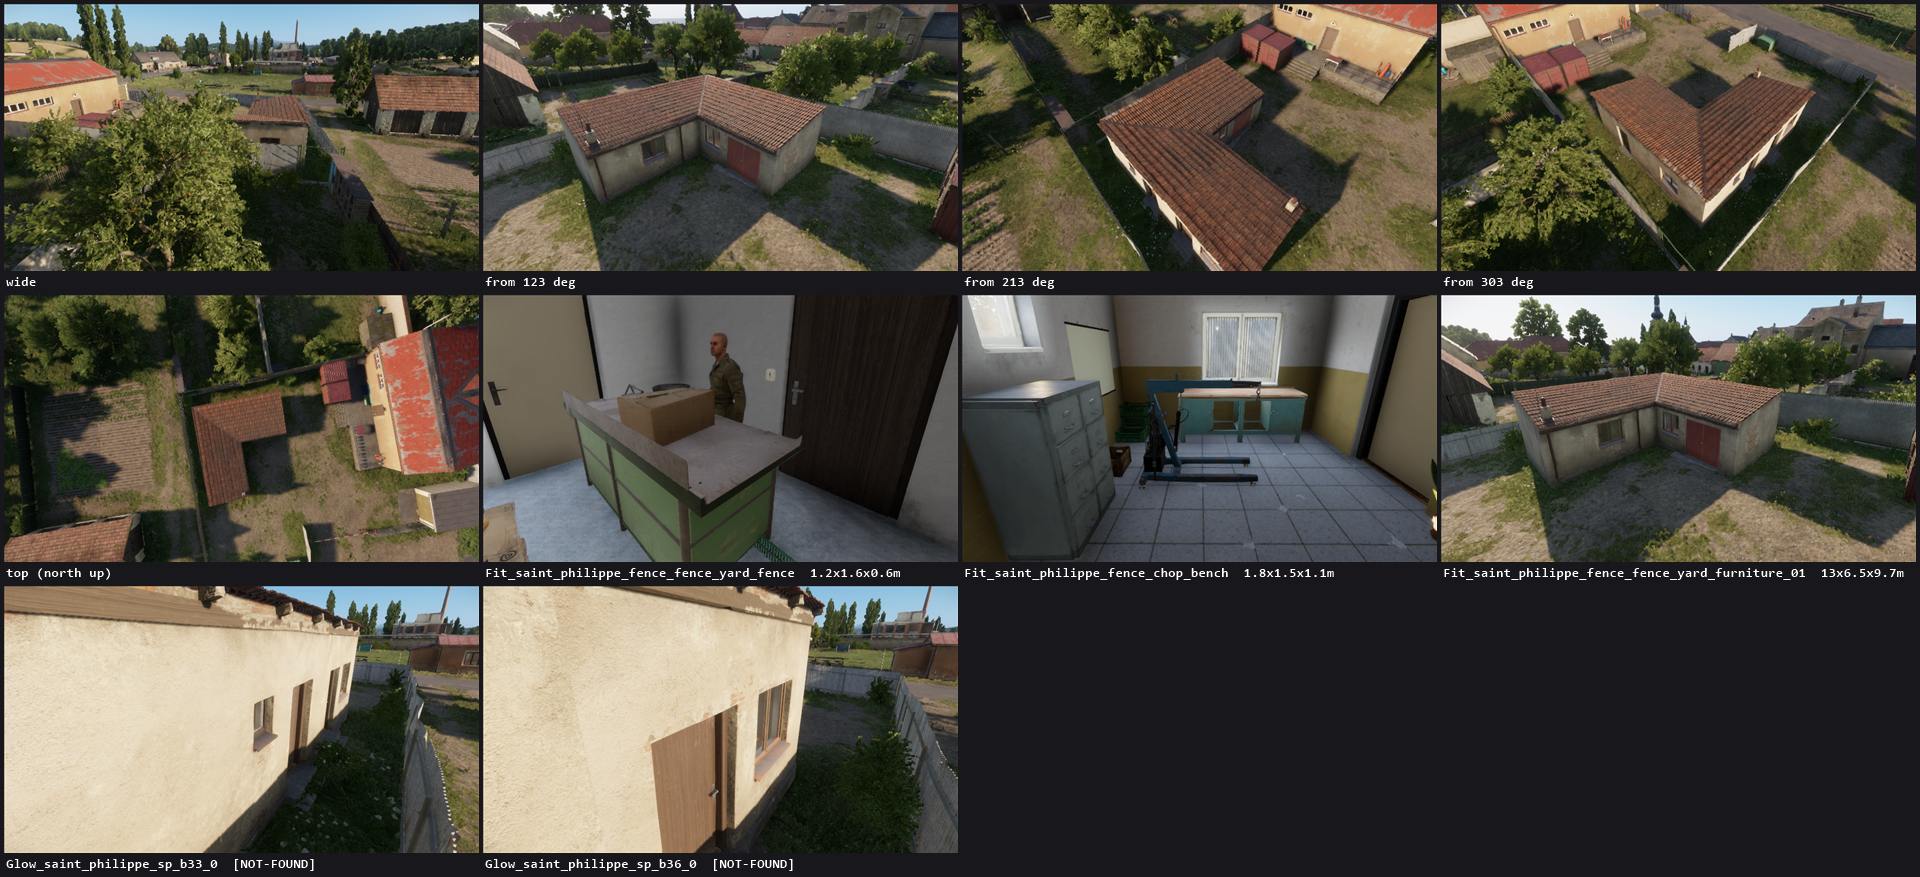 wide
from 123 deg
from 213 deg
from 303 deg
top (north up)
Fit_saint_philippe_fence_fence_yard_fence 1.2x1.6x0.6m
Fit_saint_philippe_fence_chop_bench 1.8x1.5x1.1m
Fit_saint_philippe_fence_fence_yard_furniture_01 13x6.5x9.7m
Glow_saint_philippe_sp_b33_0 [NOT-FOUND]
Glow_saint_philippe_sp_b36_0 [NOT-FOUND]